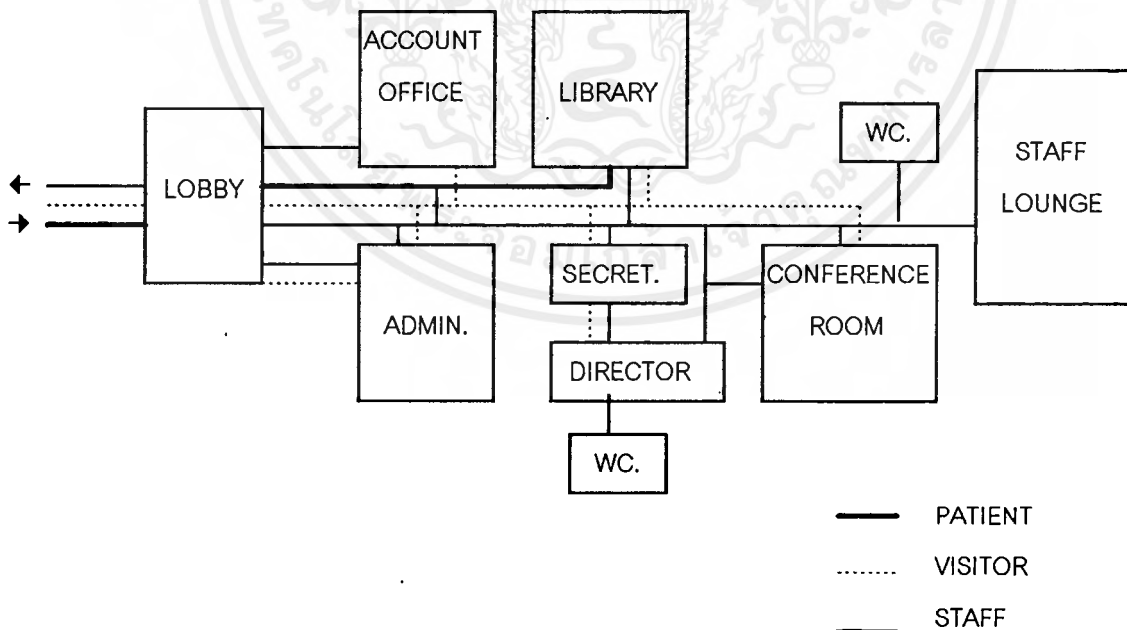 ACCOUNT
OFFICE
LIBRARY
WC.
STAFF
LOUNGE
LOBBY
SECRET.
CONFERENCE
ROOM
ADMIN.
DIRECTOR
WC.
PATIENT
VISITOR
STAFF